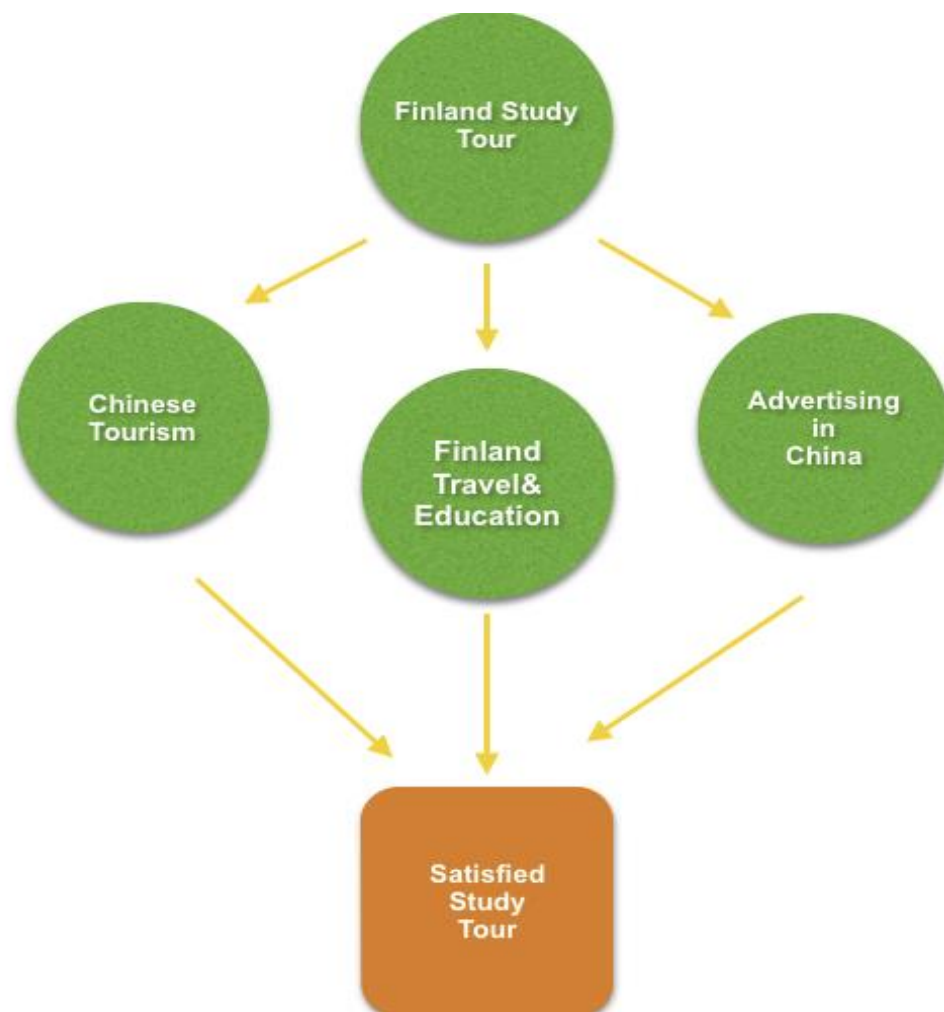 Finland Study
Tour
Chinese
Tourism
Finland
Travel&
Education
Advertising
in
China
Satisfied
Study
Tour